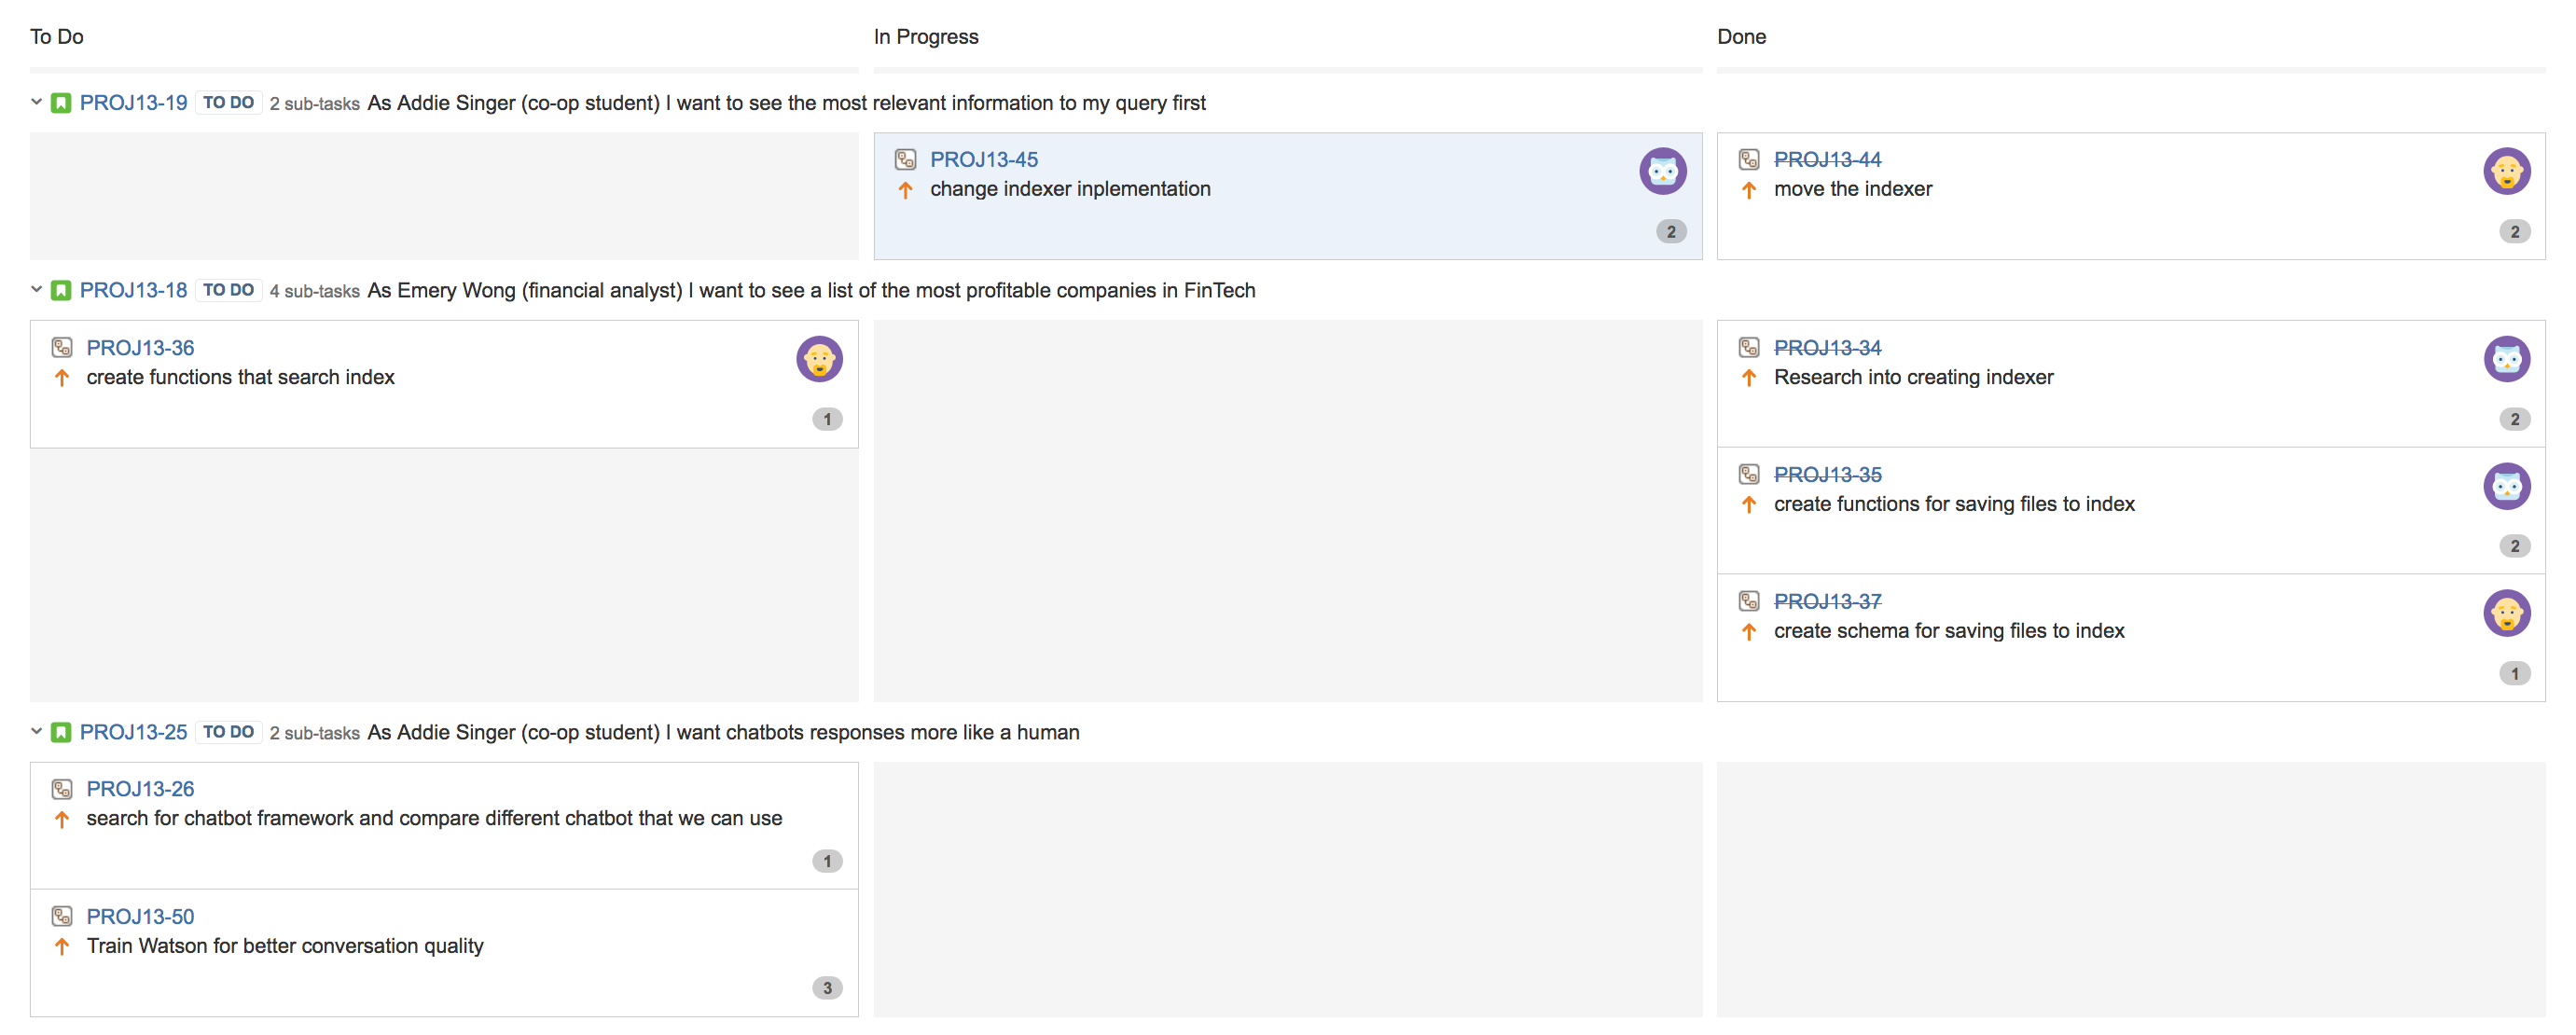 To Do
In Progress
Done
PROJ13-19 TO DO 2 sub-tasks As Addie Singer (co-op student) I want to see the most relevant information to my query first
PROJ13-45
change indexer inplementation
2
PROJ13-44
move the indexer
2
PROJ13-18 TO DO 4 sub-tasks As Emery Wong (financial analyst) I want to see a list of the most profitable companies in FinTech
PROJ13-36
create functions that search index
1
PROJ13-34
Research into creating indexer
2
PROJ13-35
create functions for saving files to index
2
PROJ13-37
create schema for saving files to index
1
PROJ13-25 TO DO 2 sub-tasks As Addie Singer (co-op student) I want chatbots responses more like a human
PROJ13-26
search for chatbot framework and compare different chatbot that we can use
1
PROJ13-50
Train Watson for better conversation quality
3